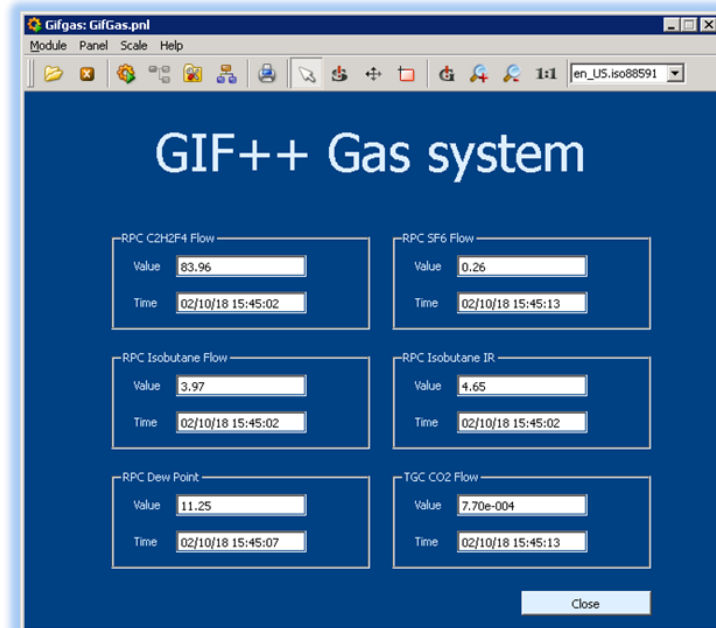 Gifgas: GifGas.pnl
Module Panel Scale Help
1:1 en_US.iso88591
GIF++ Gas system
RPC C2H2F4 Flow
Value 83.96
Time 02/10/18 15:45:02
RPC SF6 Flow
Value 0.26
Time 02/10/18 15:45:13
RPC Isobutane Flow
Value 3.97
Time 02/10/18 15:45:02
RPC Isobutane IR
Value 4.65
Time 02/10/18 15:45:02
RPC Dew Point
Value 11.25
Time 02/10/18 15:45:07
TGC CO2 Flow
Value 7.70e-004
Time 02/10/18 15:45:13
Close